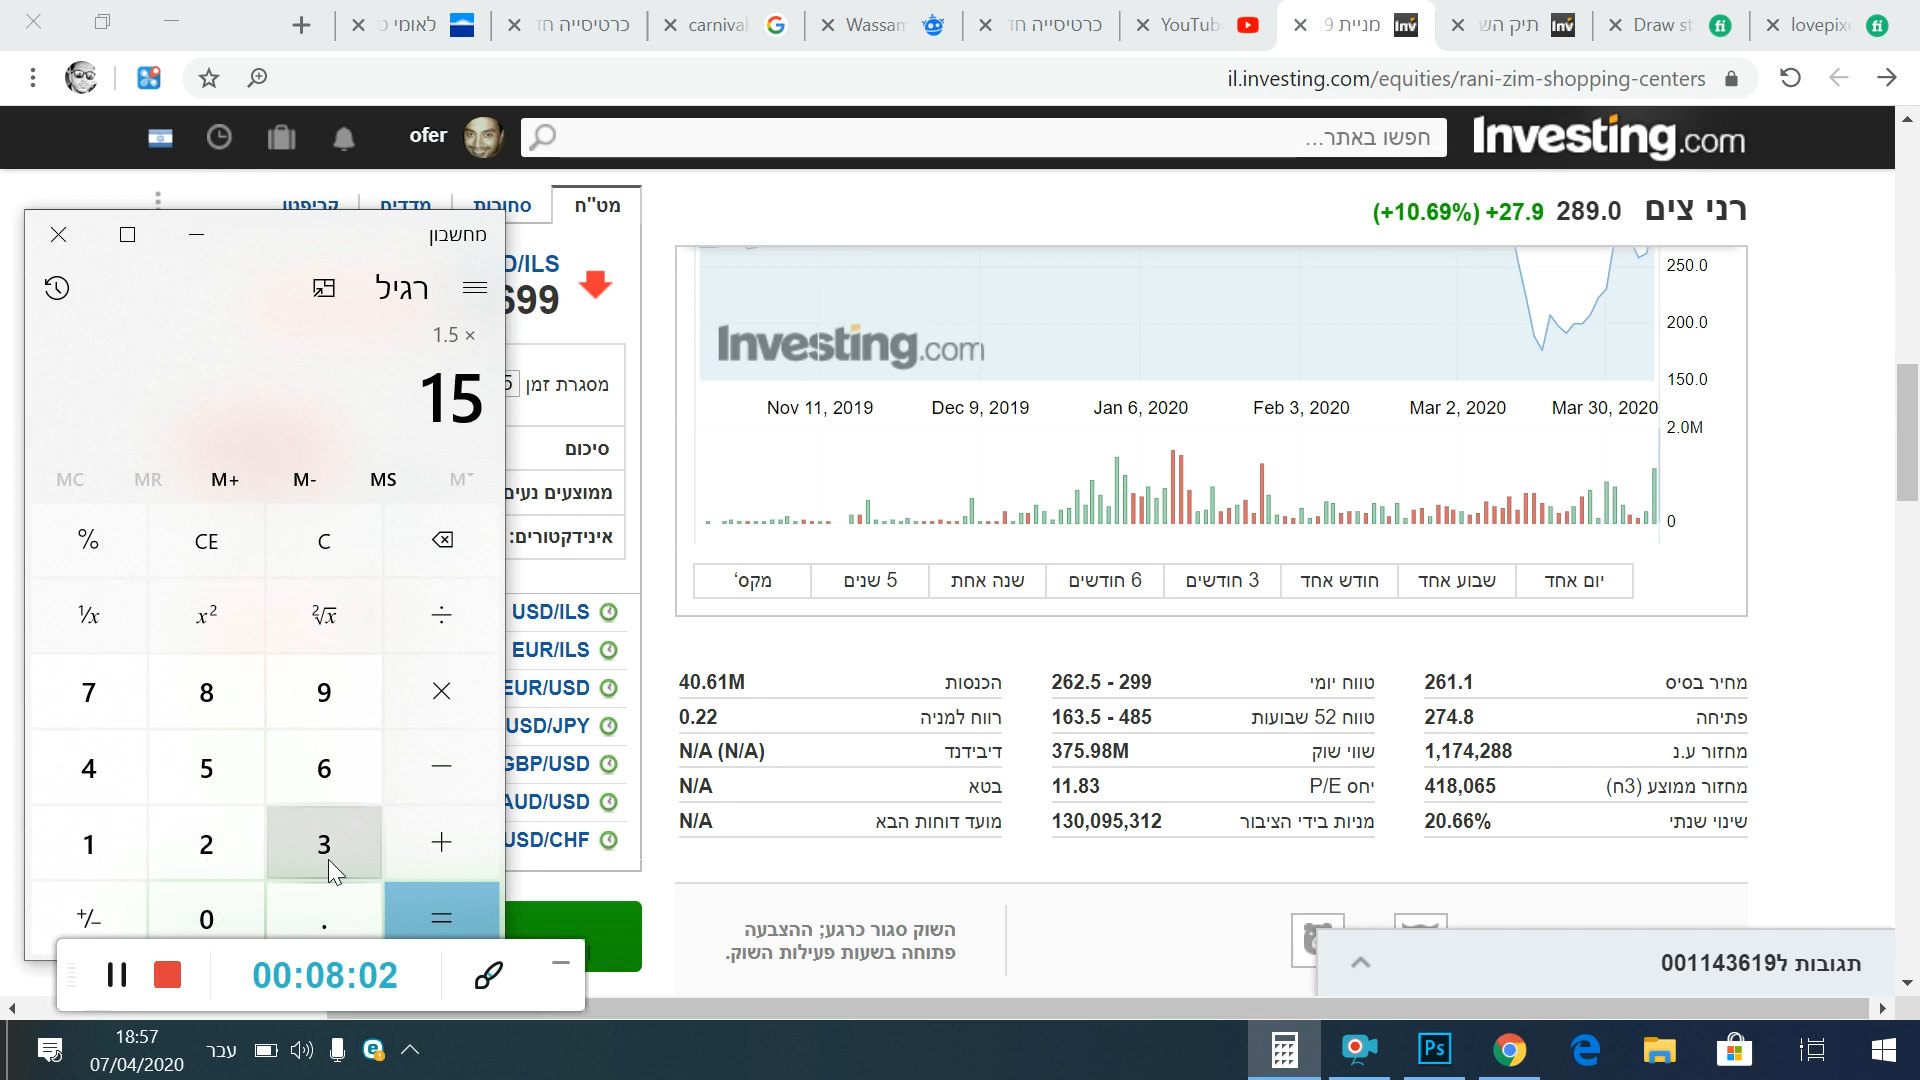 לאומי כ
כרטיסייה חד
carnival
Wassam
כרטיסייה חד
YouTub
מניית 9
תיק הש
Draw st
lovepix
il.investing.com/equities/rani-zim-shopping-centers
ofer
חפשו באתר...
Investing.com
מט"ח
סחורות
מדדים
קריפטו
רני צים 289.0 +27.9 (+10.69%)
מחשבון
רגיל
1.5 ×
15
MC MR M+ M- MS M
% CE C
¹/x x² ²√x ÷
7 8 9 ×
4 5 6 −
1 2 3 +
+/− 0 . =
D/ILS
699
מסגרת זמן
סיכום
ממוצעים נעים
אינידקטורים:
USD/ILS
EUR/ILS
EUR/USD
USD/JPY
GBP/USD
AUD/USD
USD/CHF
250.0
200.0
150.0
Investing.com
Nov 11, 2019 Dec 9, 2019 Jan 6, 2020 Feb 3, 2020 Mar 2, 2020 Mar 30, 2020
2.0M
0
יום אחד שבוע אחד חודש אחד 3 חודשים 6 חודשים שנה אחת 5 שנים מקס'
מחיר בסיס 261.1
פתיחה 274.8
מחזור ע.נ 1,174,288
מחזור ממוצע (3ח) 418,065
שינוי שנתי 20.66%
טווח יומי 262.5 - 299
טווח 52 שבועות 163.5 - 485
שווי שוק 375.98M
יחס P/E 11.83
מניות בידי הציבור 130,095,312
הכנסות 40.61M
רווח למניה 0.22
דיבידנד N/A (N/A)
בטא N/A
מועד דוחות הבא N/A
השוק סגור כרגע; ההצבעה
פתוחה בשעות פעילות השוק.
תגובות ל001143619
00:08:02
18:57
07/04/2020
עבר
Ps